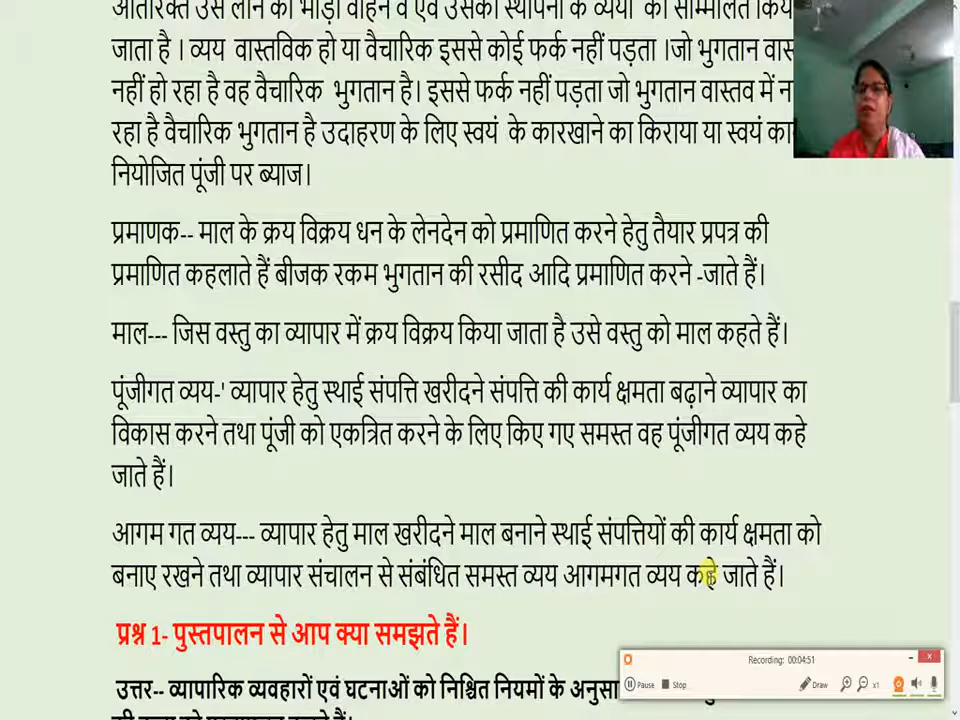 अतिरिक्त उसे लाने का भाड़ा वाहन व एवं उसकी स्थापना के व्यय को सम्मिलित किय
जाता है । व्यय वास्तविक हो या वैचारिक इससे कोई फर्क नहीं पड़ता ।जो भुगतान वास
नहीं हो रहा है वह वैचारिक भुगतान है। इससे फर्क नहीं पड़ता जो भुगतान वास्तव में न
रहा है वैचारिक भुगतान है उदाहरण के लिए स्वयं के कारखाने का किराया या स्वयं का
नियोजित पूंजी पर ब्याज।
प्रमाणक-- माल के क्रय विक्रय धन के लेनदेन को प्रमाणित करने हेतु तैयार प्रपत्र की
प्रमाणित कहलाते हैं बीजक रकम भुगतान की रसीद आदि प्रमाणित करने -जाते हैं।
माल--- जिस वस्तु का व्यापार में क्रय विक्रय किया जाता है उसे वस्तु को माल कहते हैं।
पूंजीगत व्यय-' व्यापार हेतु स्थाई संपत्ति खरीदने संपत्ति की कार्य क्षमता बढ़ाने व्यापार का
विकास करने तथा पूंजी को एकत्रित करने के लिए किए गए समस्त वह पूंजीगत व्यय कहे
जाते हैं।
आगम गत व्यय--- व्यापार हेतु माल खरीदने माल बनाने स्थाई संपत्तियों की कार्य क्षमता को
बनाए रखने तथा व्यापार संचालन से संबंधित समस्त व्यय आगमगत व्यय कहे जाते हैं।
प्रश्न 1- पुस्तपालन से आप क्या समझते हैं।
उत्तर-- व्यापारिक व्यवहारों एवं घटनाओं को निश्चित नियमों के अनुसा
Recording: 00:04:51
Pause Stop Draw x1